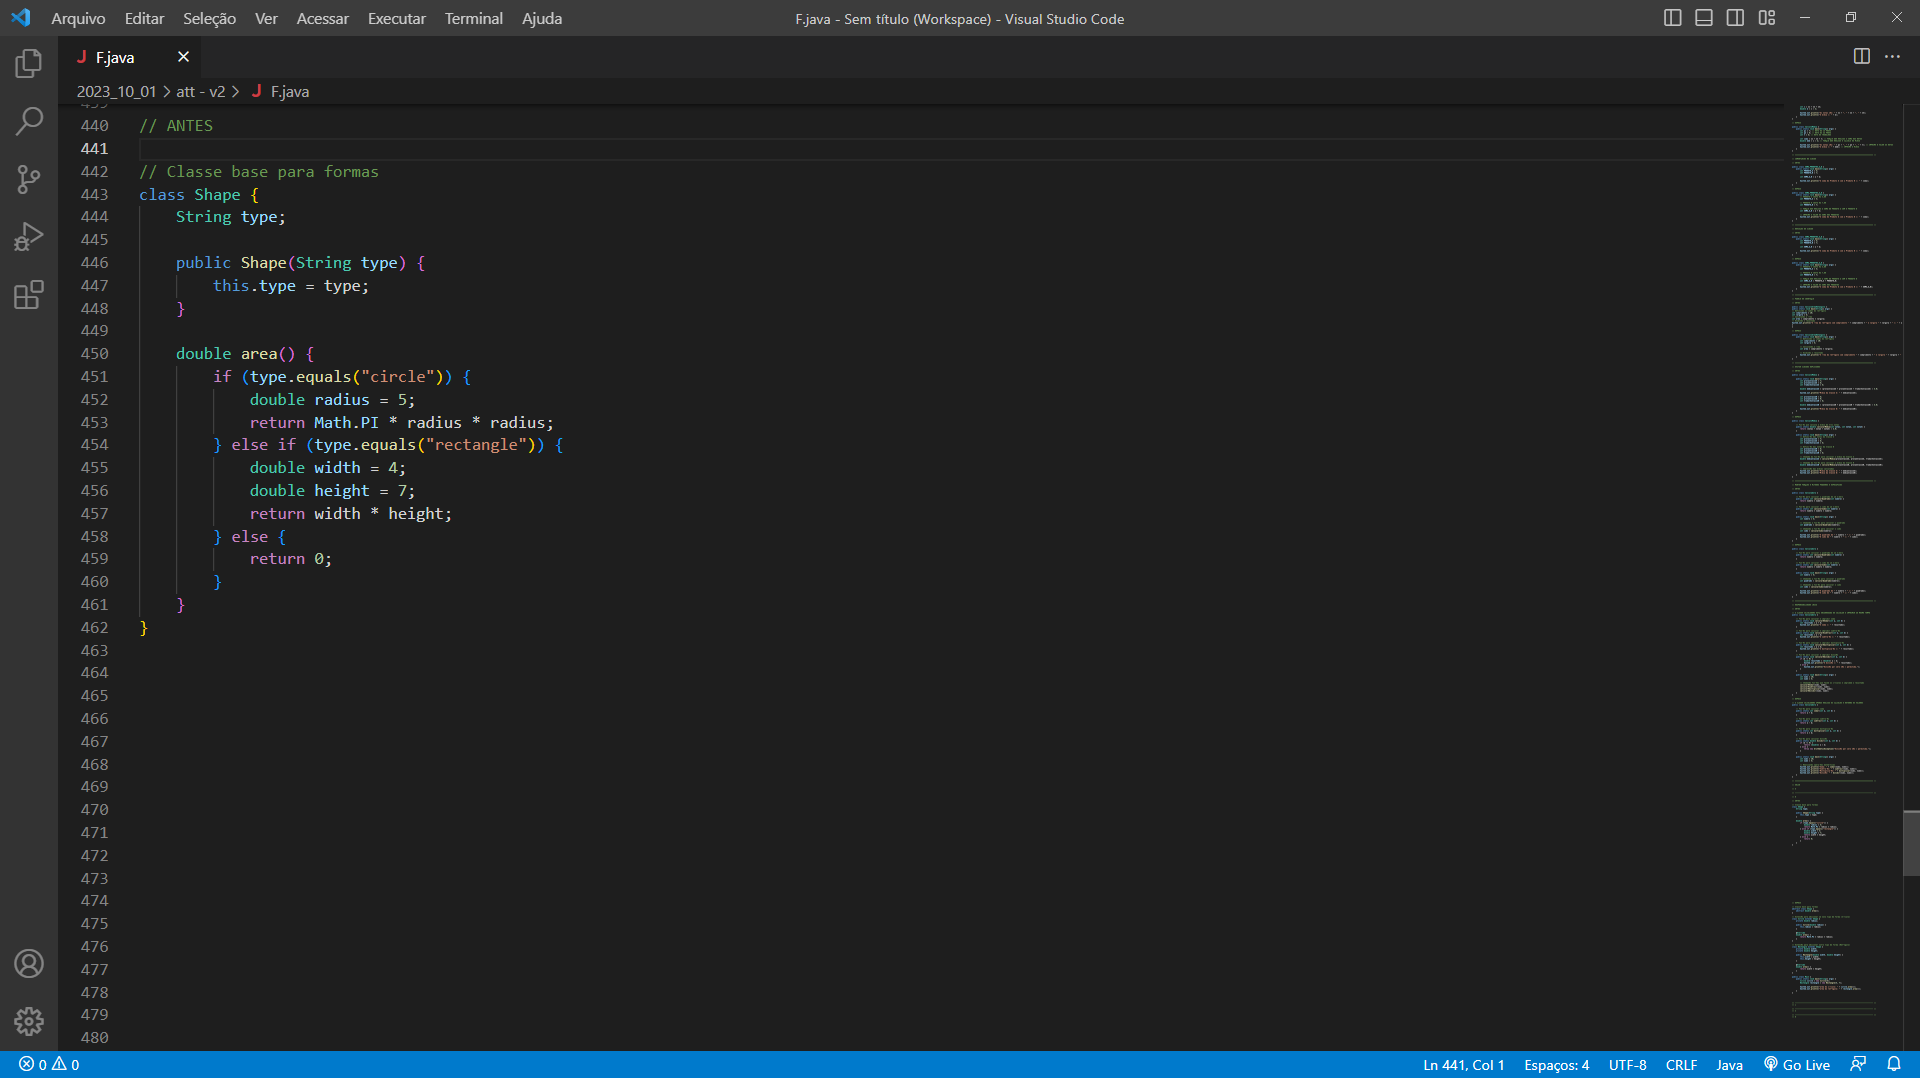 Arquivo Editar Seleção Ver Acessar Executar Terminal Ajuda
F.java - Sem título (Workspace) - Visual Studio Code
F.java
2023_10_01 > att - v2 > F.java
439
440 // ANTES
441
442 // Classe base para formas
443 class Shape {
444     String type;
445
446     public Shape(String type) {
447         this.type = type;
448     }
449
450     double area() {
451         if (type.equals("circle")) {
452             double radius = 5;
453             return Math.PI * radius * radius;
454         } else if (type.equals("rectangle")) {
455             double width = 4;
456             double height = 7;
457             return width * height;
458         } else {
459             return 0;
460         }
461     }
462 }
463
464
465
466
467
468
469
470
471
472
473
474
475
476
477
478
479
480
0 0
Ln 441, Col 1 Espaços: 4 UTF-8 CRLF Java Go Live